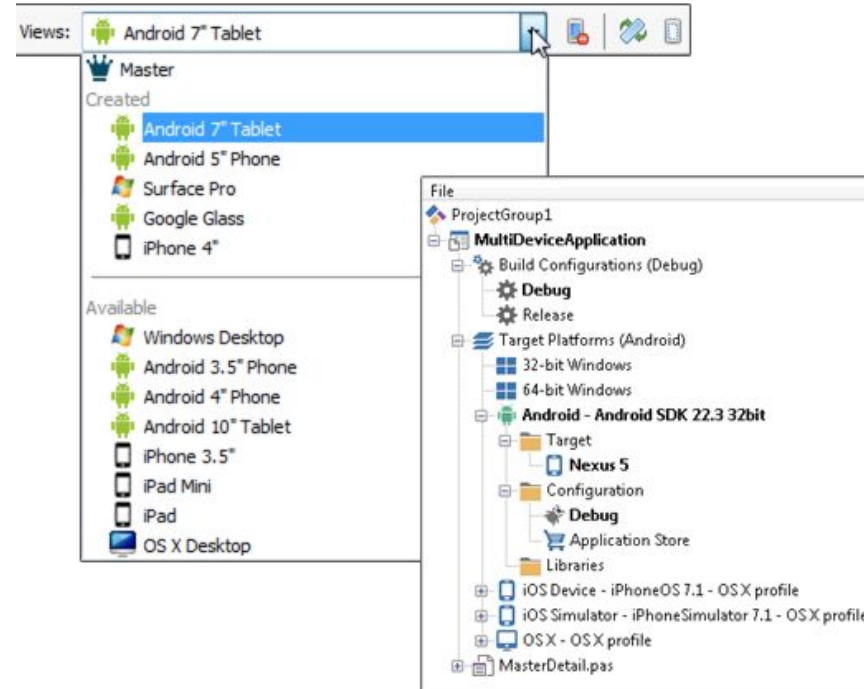 Views: Android 7" Tablet
Master
Created
Android 7" Tablet
Android 5" Phone
Surface Pro
Google Glass
iPhone 4"
Available
Windows Desktop
Android 3.5" Phone
Android 4" Phone
Android 10" Tablet
iPhone 3.5"
iPad Mini
iPad
OS X Desktop
File
ProjectGroup1
MultiDeviceApplication
Build Configurations (Debug)
Debug
Release
Target Platforms (Android)
32-bit Windows
64-bit Windows
Android - Android SDK 22.3 32bit
Target
Nexus 5
Configuration
Debug
Application Store
Libraries
iOS Device - iPhoneOS 7.1 - OSX profile
iOS Simulator - iPhoneSimulator 7.1 - OSX profile
OSX - OSX profile
MasterDetail.pas